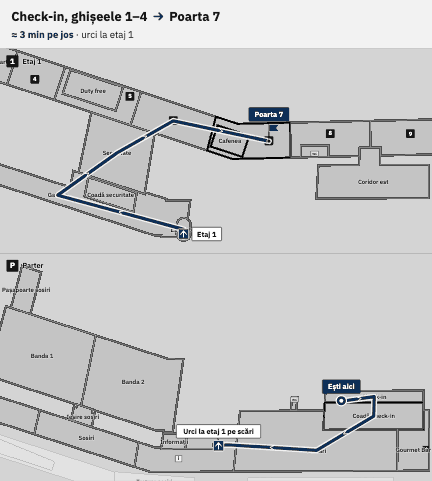 Check-in, ghișeele 1–4 → Poarta 7
≈ 3 min pe jos · urci la etaj 1
1 Etaj 1
4
Duty free
5
Poarta 7
Cafenea
8
9
Coridor est
Coadă securitate
Etaj 1
P Parter
Pașapoarte sosiri
Banda 1
Banda 2
Sosiri
Informații
Urci la etaj 1 pe scări
Ești aici